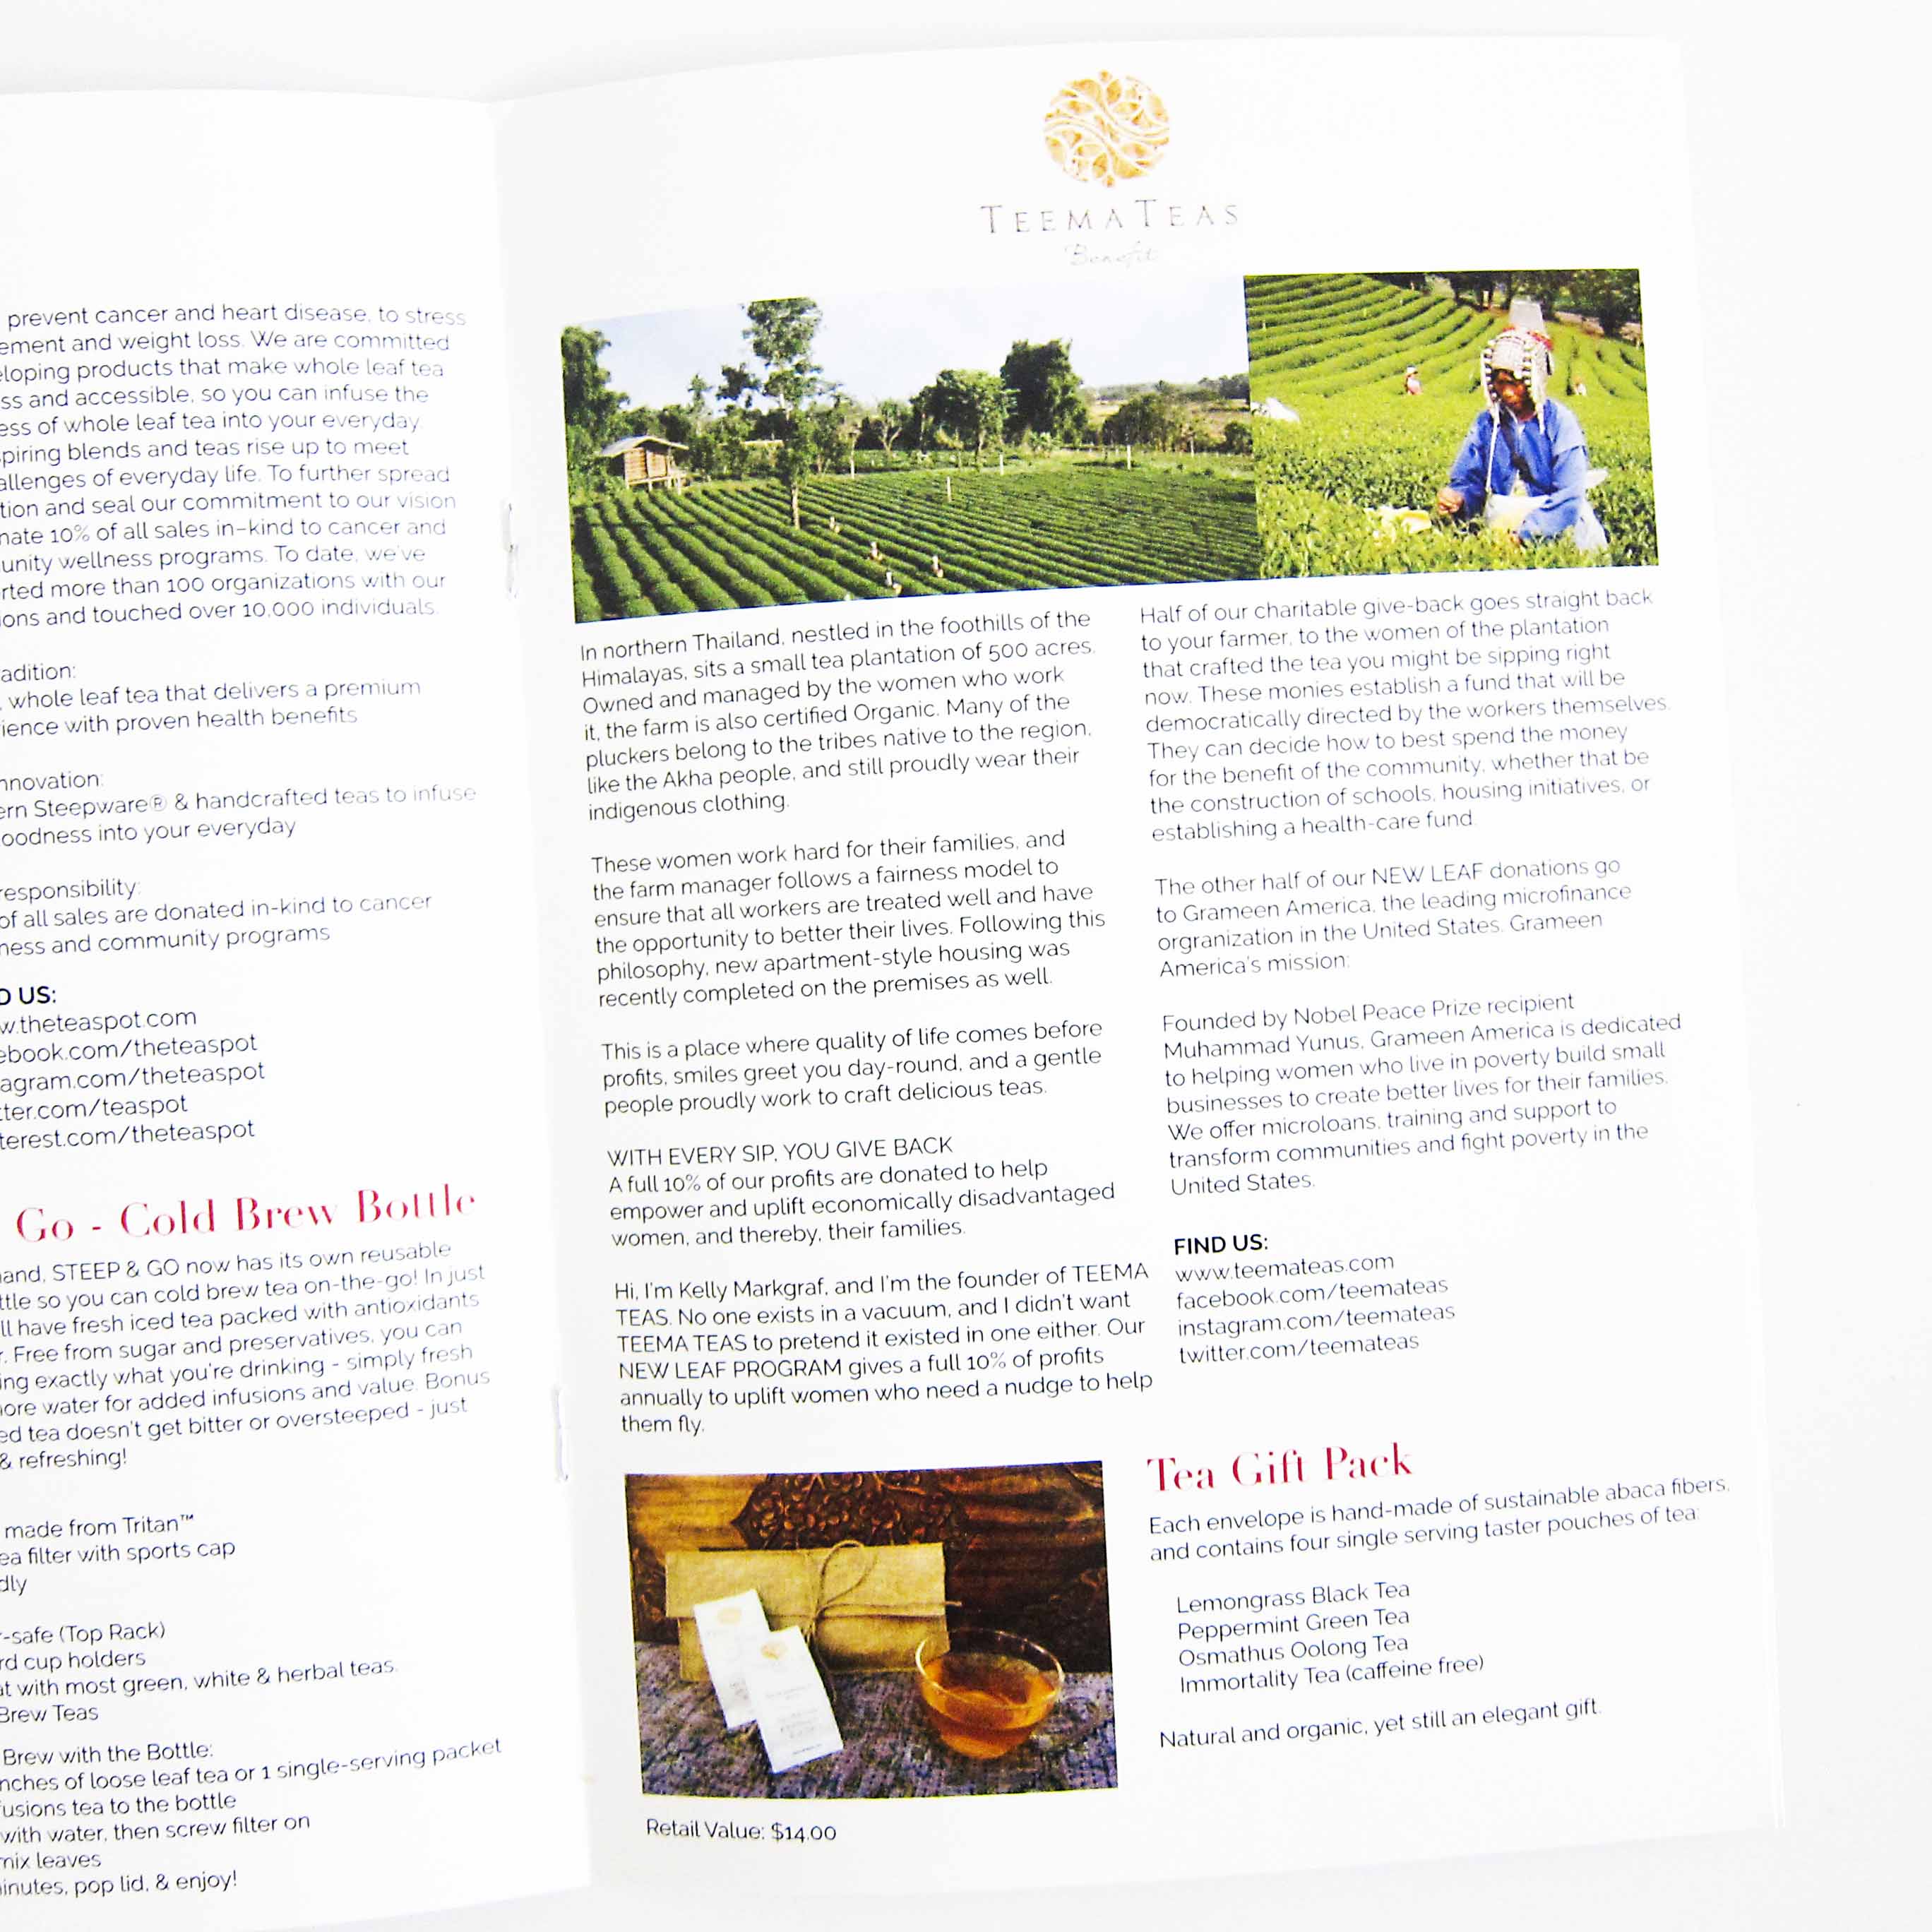 prevent cancer and heart disease, to stress
ement and weight loss. We are committed
eloping products that make whole leaf tea
ss and accessible, so you can infuse the
ess of whole leaf tea into your everyday.
spiring blends and teas rise up to meet
allenges of everyday life. To further spread
tion and seal our commitment to our vision
nate 10% of all sales in-kind to cancer and
unity wellness programs. To date, we've
rted more than 100 organizations with our
ions and touched over 10,000 individuals.
adition:
, whole leaf tea that delivers a premium
ience with proven health benefits
nnovation:
ern Steepware® & handcrafted teas to infuse
oodness into your everyday
responsibility:
of all sales are donated in-kind to cancer
ness and community programs
D US:
w.theteaspot.com
ebook.com/theteaspot
agram.com/theteaspot
tter.com/teaspot
terest.com/theteaspot
Go - Cold Brew Bottle
and, STEEP & GO now has its own reusable
ttle so you can cold brew tea on-the-go! In just
ll have fresh iced tea packed with antioxidants
r. Free from sugar and preservatives, you can
ing exactly what you're drinking - simply fresh
ore water for added infusions and value. Bonus
ed tea doesn't get bitter or oversteeped - just
& refreshing!
made from Tritan™
ea filter with sports cap
dly
-safe (Top Rack)
rd cup holders
at with most green, white & herbal teas.
Brew Teas
Brew with the Bottle:
nches of loose leaf tea or 1 single-serving packet
fusions tea to the bottle
with water, then screw filter on
mix leaves
inutes, pop lid, & enjoy!
TEEMA TEAS
Benefit
In northern Thailand, nestled in the foothills of the
Himalayas, sits a small tea plantation of 500 acres.
Owned and managed by the women who work
it, the farm is also certified Organic. Many of the
pluckers belong to the tribes native to the region,
like the Akha people, and still proudly wear their
indigenous clothing.
These women work hard for their families, and
the farm manager follows a fairness model to
ensure that all workers are treated well and have
the opportunity to better their lives. Following this
philosophy, new apartment-style housing was
recently completed on the premises as well.
This is a place where quality of life comes before
profits, smiles greet you day-round, and a gentle
people proudly work to craft delicious teas.
WITH EVERY SIP, YOU GIVE BACK
A full 10% of our profits are donated to help
empower and uplift economically disadvantaged
women, and thereby, their families.
Hi, I'm Kelly Markgraf, and I'm the founder of TEEMA
TEAS. No one exists in a vacuum, and I didn't want
TEEMA TEAS to pretend it existed in one either. Our
NEW LEAF PROGRAM gives a full 10% of profits
annually to uplift women who need a nudge to help
them fly.
Retail Value: $14.00
Half of our charitable give-back goes straight back
to your farmer, to the women of the plantation
that crafted the tea you might be sipping right
now. These monies establish a fund that will be
democratically directed by the workers themselves.
They can decide how to best spend the money
for the benefit of the community, whether that be
the construction of schools, housing initiatives, or
establishing a health-care fund.
The other half of our NEW LEAF donations go
to Grameen America, the leading microfinance
orgranization in the United States. Grameen
America's mission:
Founded by Nobel Peace Prize recipient
Muhammad Yunus, Grameen America is dedicated
to helping women who live in poverty build small
businesses to create better lives for their families.
We offer microloans, training and support to
transform communities and fight poverty in the
United States.
FIND US:
www.teemateas.com
facebook.com/teemateas
instagram.com/teemateas
twitter.com/teemateas
Tea Gift Pack
Each envelope is hand-made of sustainable abaca fibers,
and contains four single serving taster pouches of tea:
Lemongrass Black Tea
Peppermint Green Tea
Osmathus Oolong Tea
Immortality Tea (caffeine free)
Natural and organic, yet still an elegant gift.